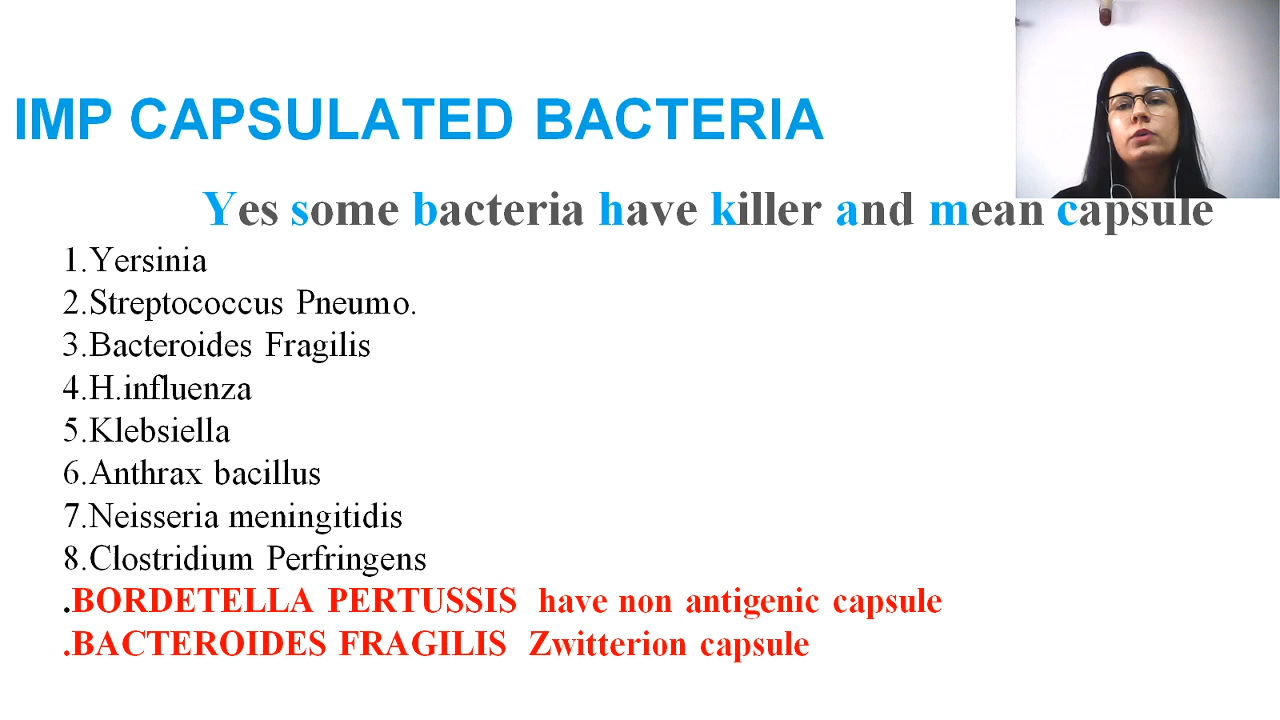 IMP CAPSULATED BACTERIA
Yes some bacteria have killer and mean capsule
1.Yersinia
2.Streptococcus Pneumo.
3.Bacteroides Fragilis
4.H.influenza
5.Klebsiella
6.Anthrax bacillus
7.Neisseria meningitidis
8.Clostridium Perfringens
.BORDETELLA PERTUSSIS have non antigenic capsule
.BACTEROIDES FRAGILIS Zwitterion capsule